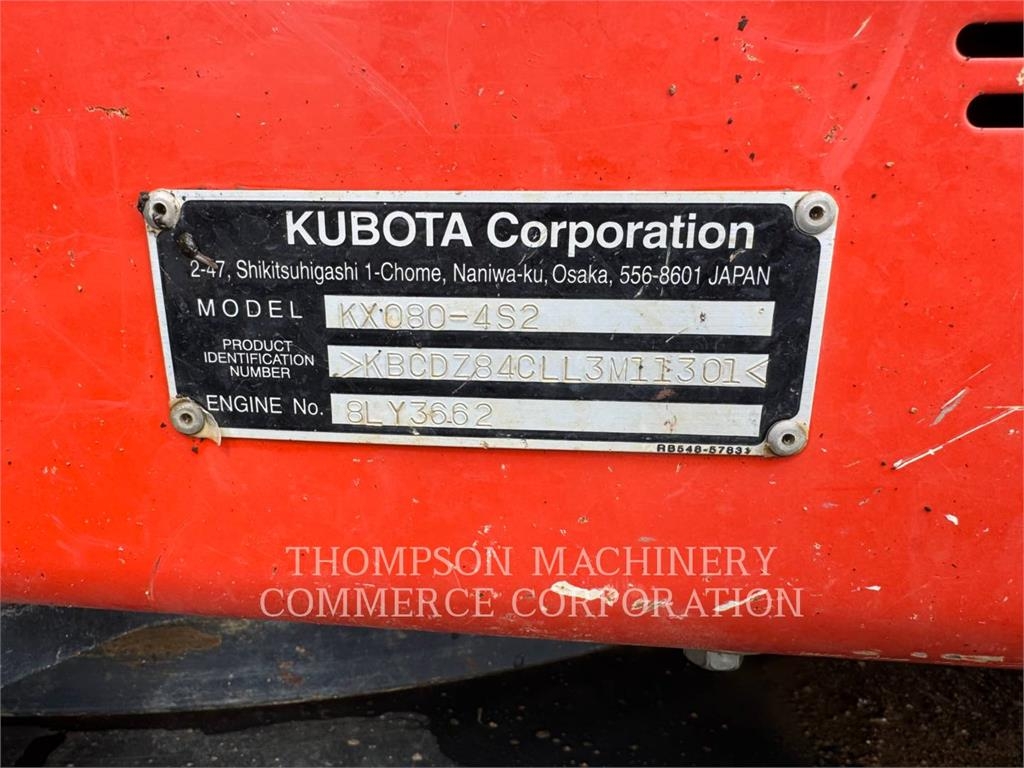 KUBOTA Corporation
2-47, Shikitsuhigashi 1-Chome, Naniwa-ku, Osaka, 556-8601 JAPAN
MODEL KX080-4S2
PRODUCT
IDENTIFICATION
NUMBER >KBCDZ84CLL3M11301<
ENGINE No. 8LY3662
RB548-5783
THOMPSON MACHINERY
COMMERCE CORPORATION